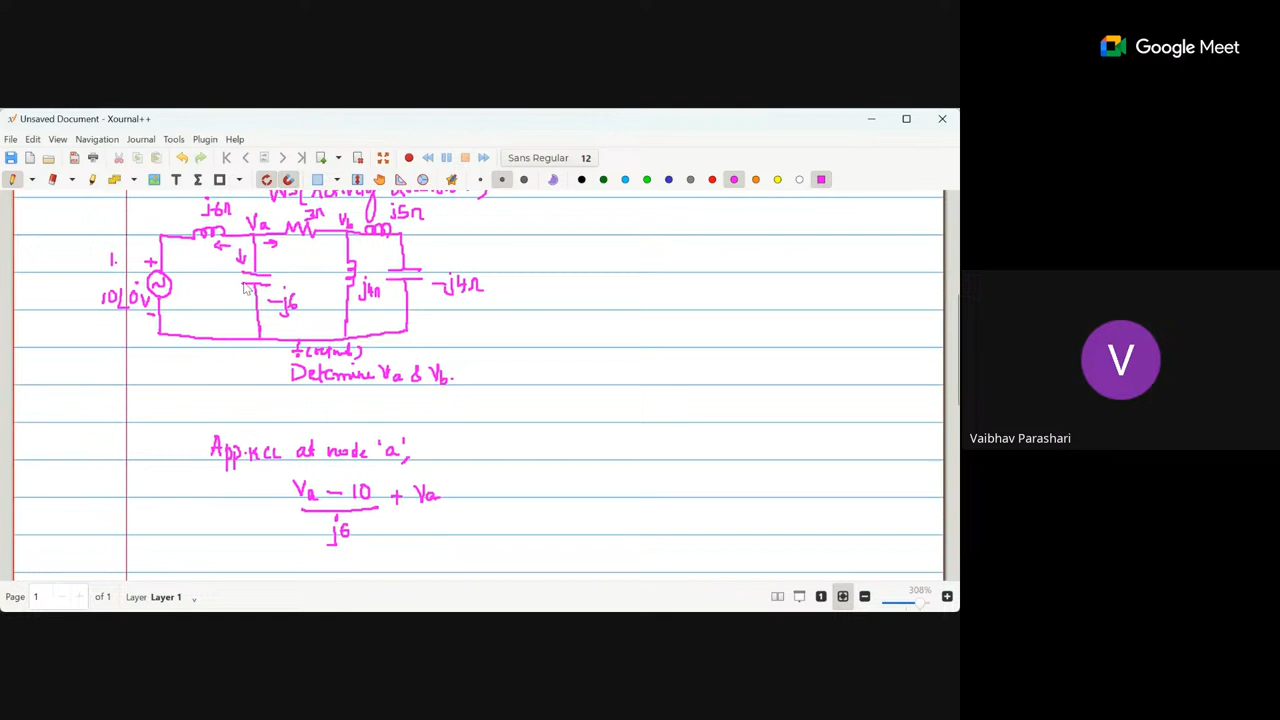 Google Meet
Unsaved Document - Xournal++
File Edit View Navigation Journal Tools Plugin Help
Sans Regular 12
j6Ω Va 3Ω Vb j5Ω
1. +
10∠0° V
-
-j6 j4Ω -j4Ω
Determine Va & Vb.
App. KCL at node 'a',
Va - 10 + Va
j6
V
Vaibhav Parashari
308%
Page 1 of 1 Layer Layer 1